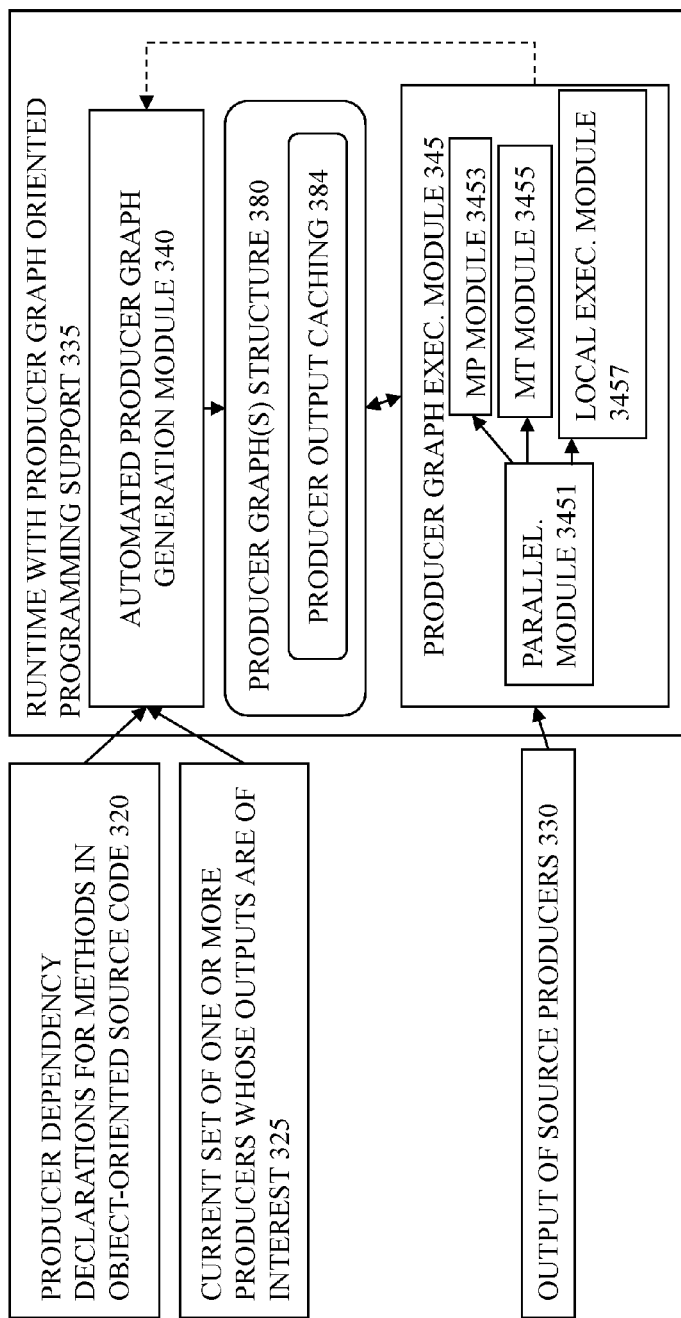 PRODUCER DEPENDENCY
DECLARATIONS FOR METHODS IN
OBJECT-ORIENTED SOURCE CODE 320
CURRENT SET OF ONE OR MORE
PRODUCERS WHOSE OUTPUTS ARE OF
INTEREST 325
OUTPUT OF SOURCE PRODUCERS 330
RUNTIME WITH PRODUCER GRAPH ORIENTED
PROGRAMMING SUPPORT 335
AUTOMATED PRODUCER GRAPH
GENERATION MODULE 340
PRODUCER GRAPH(S) STRUCTURE 380
PRODUCER OUTPUT CACHING 384
PRODUCER GRAPH EXEC. MODULE 345
PARALLEL.
MODULE 3451
MP MODULE 3453
MT MODULE 3455
LOCAL EXEC. MODULE
3457